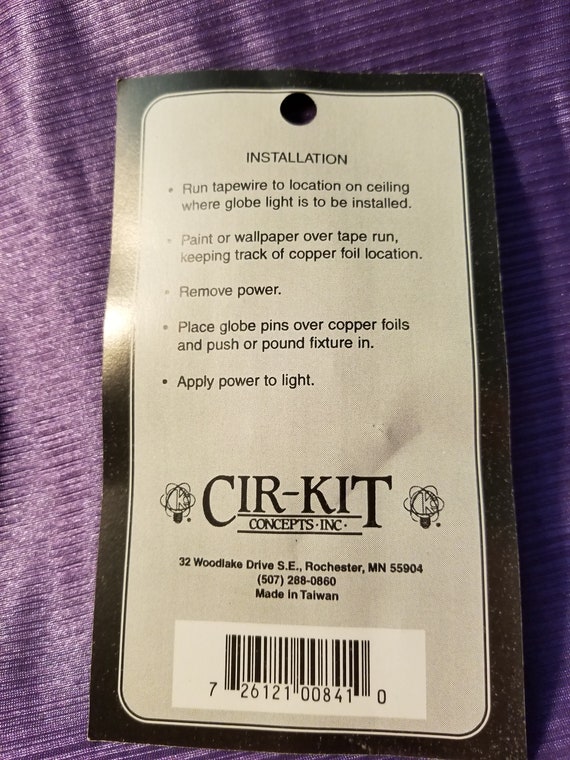 INSTALLATION
• Run tapewire to location on ceiling
where globe light is to be installed.
• Paint or wallpaper over tape run,
keeping track of copper foil location.
• Remove power.
• Place globe pins over copper foils
and push or pound fixture in.
• Apply power to light.
CIR-KIT
CONCEPTS·INC·
32 Woodlake Drive S.E., Rochester, MN 55904
(507) 288-0860
Made in Taiwan
7 26121 00841 0